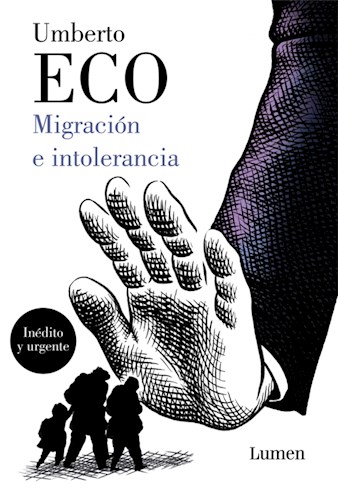 Umberto
ECO
Migración
e intolerancia
Inédito
y urgente
Lumen